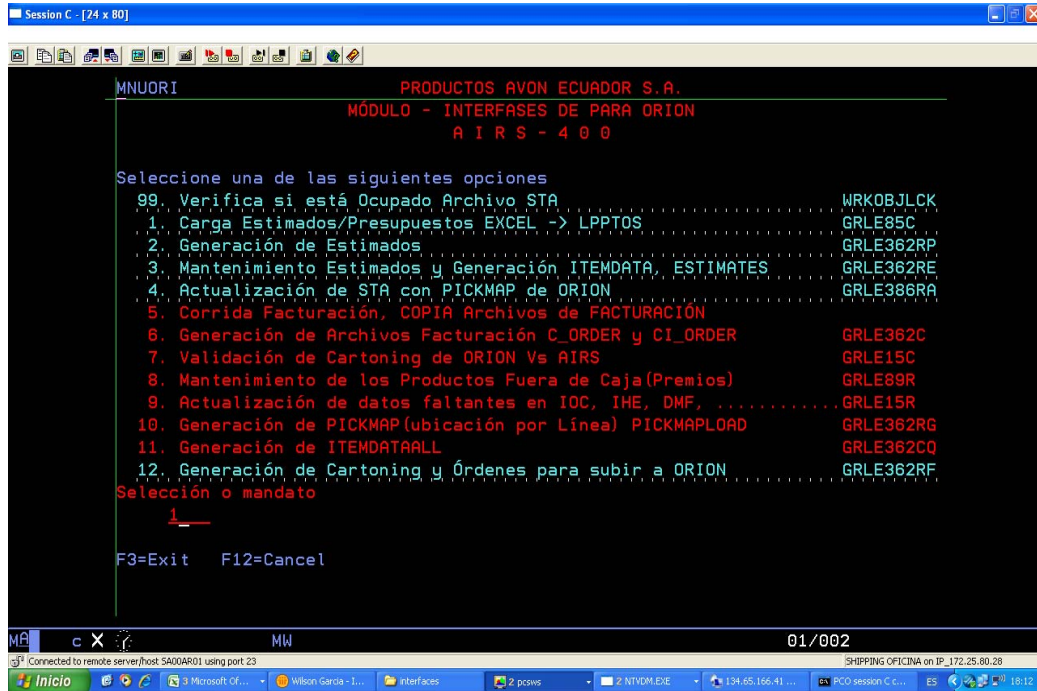 Session C - [24 x 80]
MNUORI PRODUCTOS AVON ECUADOR S.A.
MÓDULO - INTERFASES DE PARA ORION
A I R S - 4 0 0
Seleccione una de las siguientes opciones
99. Verifica si está Ocupado Archivo STA WRKOBJLCK
1. Carga Estimados/Presupuestos EXCEL -> LPPTOS GRLE85C
2. Generación de Estimados GRLE362RP
3. Mantenimiento Estimados y Generación ITEMDATA, ESTIMATES GRLE362RE
4. Actualización de STA con PICKMAP de ORION GRLE386RA
5. Corrida Facturación, COPIA Archivos de FACTURACIÓN
6. Generación de Archivos Facturación C_ORDER y CI_ORDER GRLE362C
7. Validación de Cartoning de ORION Vs AIRS GRLE15C
8. Mantenimiento de los Productos Fuera de Caja(Premios) GRLE89R
9. Actualización de datos faltantes en IOC, IHE, DMF, ............GRLE15R
10. Generación de PICKMAP(ubicación por Línea) PICKMAPLOAD GRLE362RG
11. Generación de ITEMDATAALL GRLE362CQ
12. Generación de Cartoning y Órdenes para subir a ORION GRLE362RF
Selección o mandato
1
F3=Exit F12=Cancel
MA c X MW 01/002
Connected to remote server/host SA00AR01 using port 23 SHIPPING OFICINA on IP_172.25.80.28
Inicio 3 Microsoft Of... Wilson Garcia - I... interfaces 2 pcsws 2 NTVDM.EXE 134.65.166.41 ... PCO session C c... ES 18:12